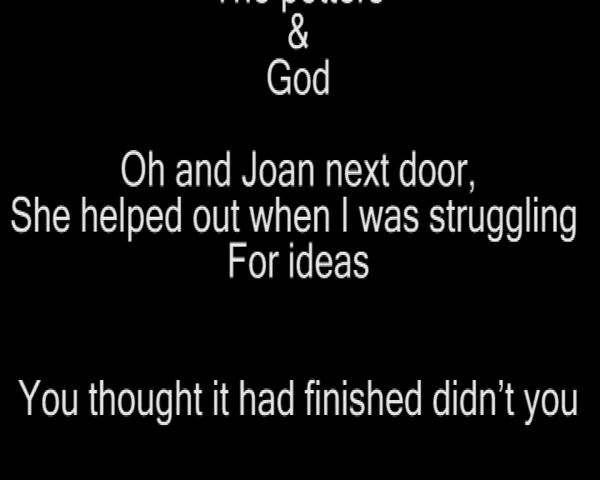 &
God
Oh and Joan next door,
She helped out when I was struggling
For ideas
You thought it had finished didn’t you